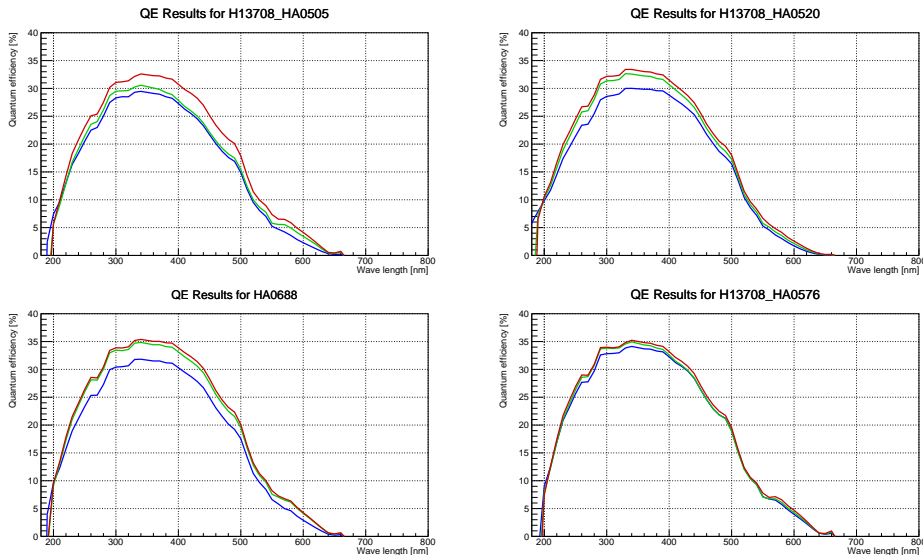 QE Results for H13708_HA0505
Quantum efficiency [%]
40
35
30
25
20
15
10
5
0
200 300 400 500 600 700 800
Wave length [nm]
QE Results for H13708_HA0520
Quantum efficiency [%]
40
35
30
25
20
15
10
5
0
200 300 400 500 600 700 800
Wave length [nm]
QE Results for HA0688
Quantum efficiency [%]
40
35
30
25
20
15
10
5
0
200 300 400 500 600 700 800
Wave length [nm]
QE Results for H13708_HA0576
Quantum efficiency [%]
40
35
30
25
20
15
10
5
0
200 300 400 500 600 700 800
Wave length [nm]